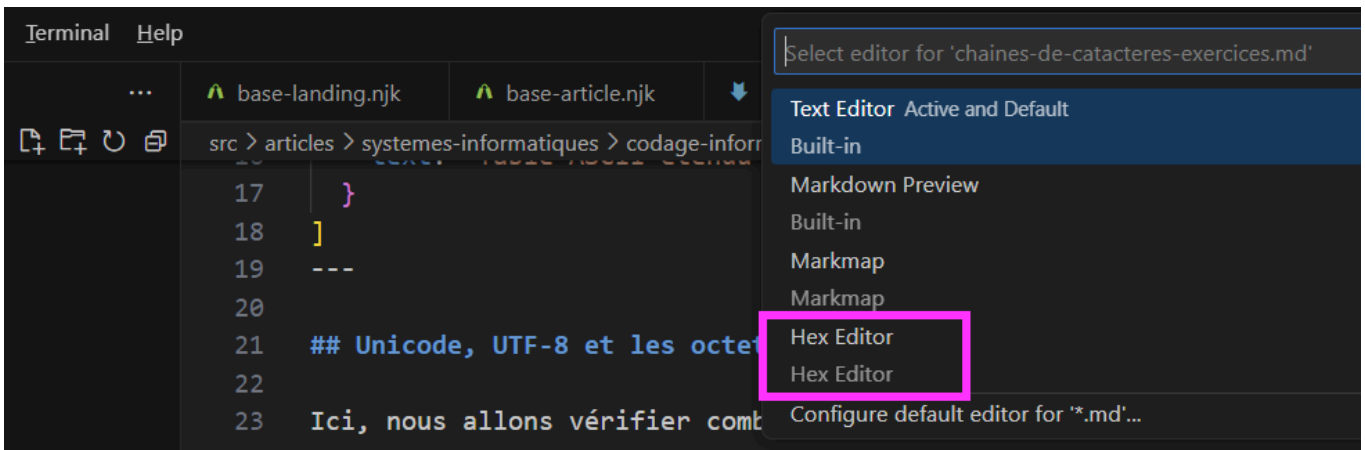 Terminal Help
Select editor for 'chaines-de-catacteres-exercices.md'
... base-landing.njk base-article.njk
Text Editor Active and Default
src > articles > systemes-informatiques > codage-inforr
Built-in
17 }
Markdown Preview
Built-in
18 ]
19 ---
Markmap
20
Markmap
21 ## Unicode, UTF-8 et les octet
Hex Editor
22
Hex Editor
23 Ici, nous allons vérifier comb
Configure default editor for '*.md'...